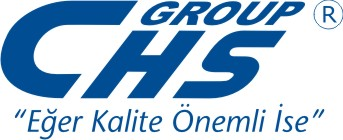 GROUP ®
CHS
“Eğer Kalite Önemli İse”